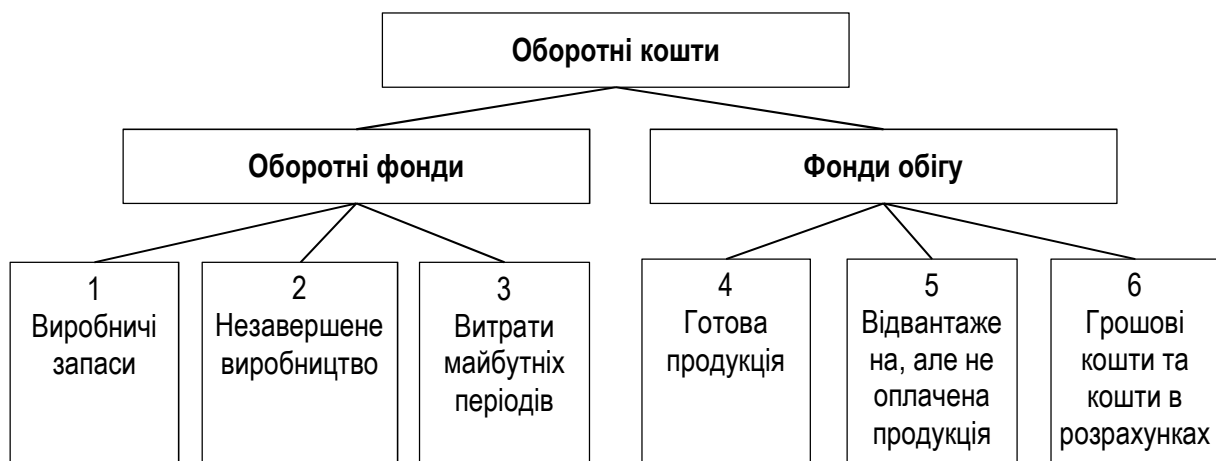 Оборотні кошти
Оборотні фонди
Фонди обігу
1
Виробничі
запаси
2
Незавершене
виробництво
3
Витрати
майбутніх
періодів
4
Готова
продукція
5
Відвантаже
на, але не
оплачена
продукція
6
Грошові
кошти та
кошти в
розрахунках